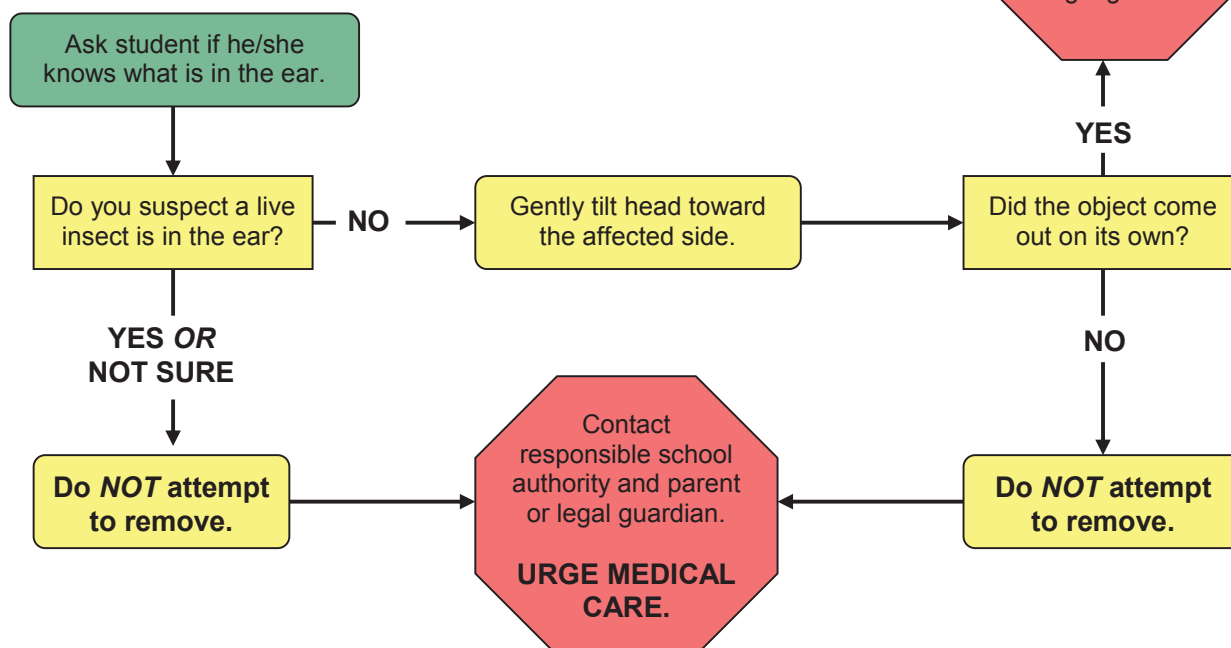 Ask student if he/she
knows what is in the ear.
Do you suspect a live
insect is in the ear?
NO
Gently tilt head toward
the affected side.
Did the object come
out on its own?
YES
YES OR
NOT SURE
NO
Do NOT attempt
to remove.
Contact
responsible school
authority and parent
or legal guardian.
URGE MEDICAL
CARE.
Do NOT attempt
to remove.